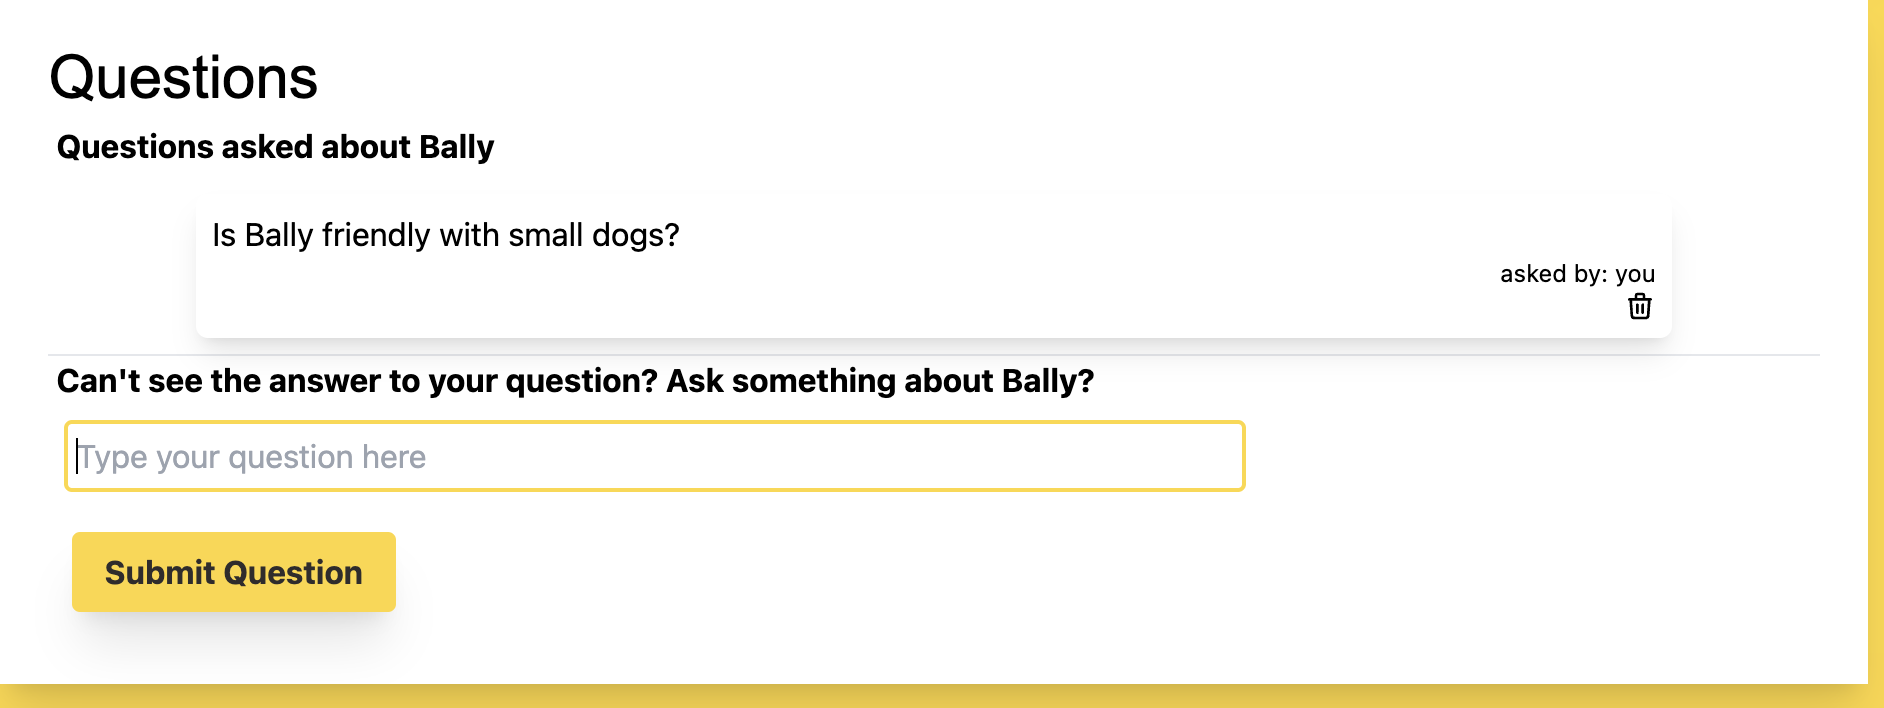 Questions
Questions asked about Bally
Is Bally friendly with small dogs?
asked by: you
Can't see the answer to your question? Ask something about Bally?
Type your question here
Submit Question